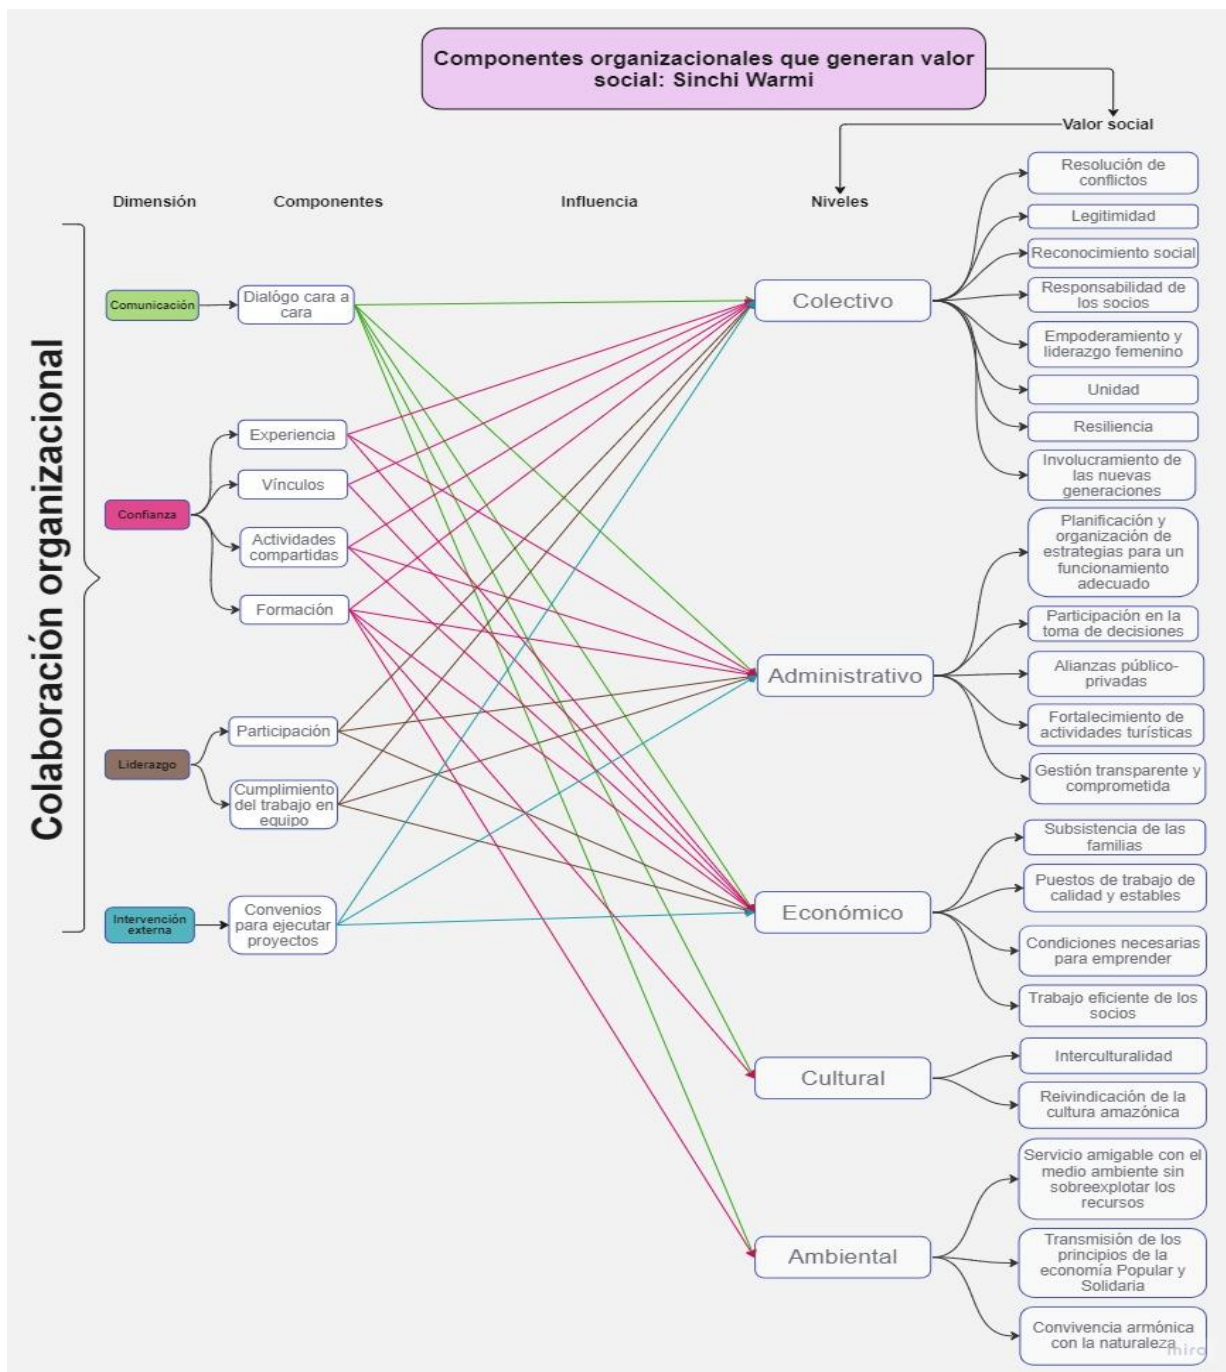 Componentes organizacionales que generan valor
social: Sinchi Warmi
Valor social
Dimensión
Componentes
Influencia
Niveles
Colaboración organizacional
Comunicación
Dialógo cara a
cara
Confianza
Experiencia
Vínculos
Actividades
compartidas
Formación
Liderazgo
Participación
Cumplimiento
del trabajo en
equipo
Intervención
externa
Convenios
para ejecutar
proyectos
Colectivo
Resolución de
conflictos
Legitimidad
Reconocimiento social
Responsabilidad de
los socios
Empoderamiento y
liderazgo femenino
Unidad
Resiliencia
Involucramiento de
las nuevas
generaciones
Administrativo
Planificación y
organización de
estrategias para un
funcionamiento
adecuado
Participación en la
toma de decisiones
Alianzas público-
privadas
Fortalecimiento de
actividades turísticas
Gestión transparente y
comprometida
Económico
Subsistencia de las
familias
Puestos de trabajo de
calidad y estables
Condiciones necesarias
para emprender
Trabajo eficiente de los
socios
Cultural
Interculturalidad
Reivindicación de la
cultura amazónica
Ambiental
Servicio amigable con el
medio ambiente sin
sobreexplotar los
recursos
Transmisión de los
principios de la
economía Popular y
Solidaria
Convivencia armónica
con la naturaleza
miro